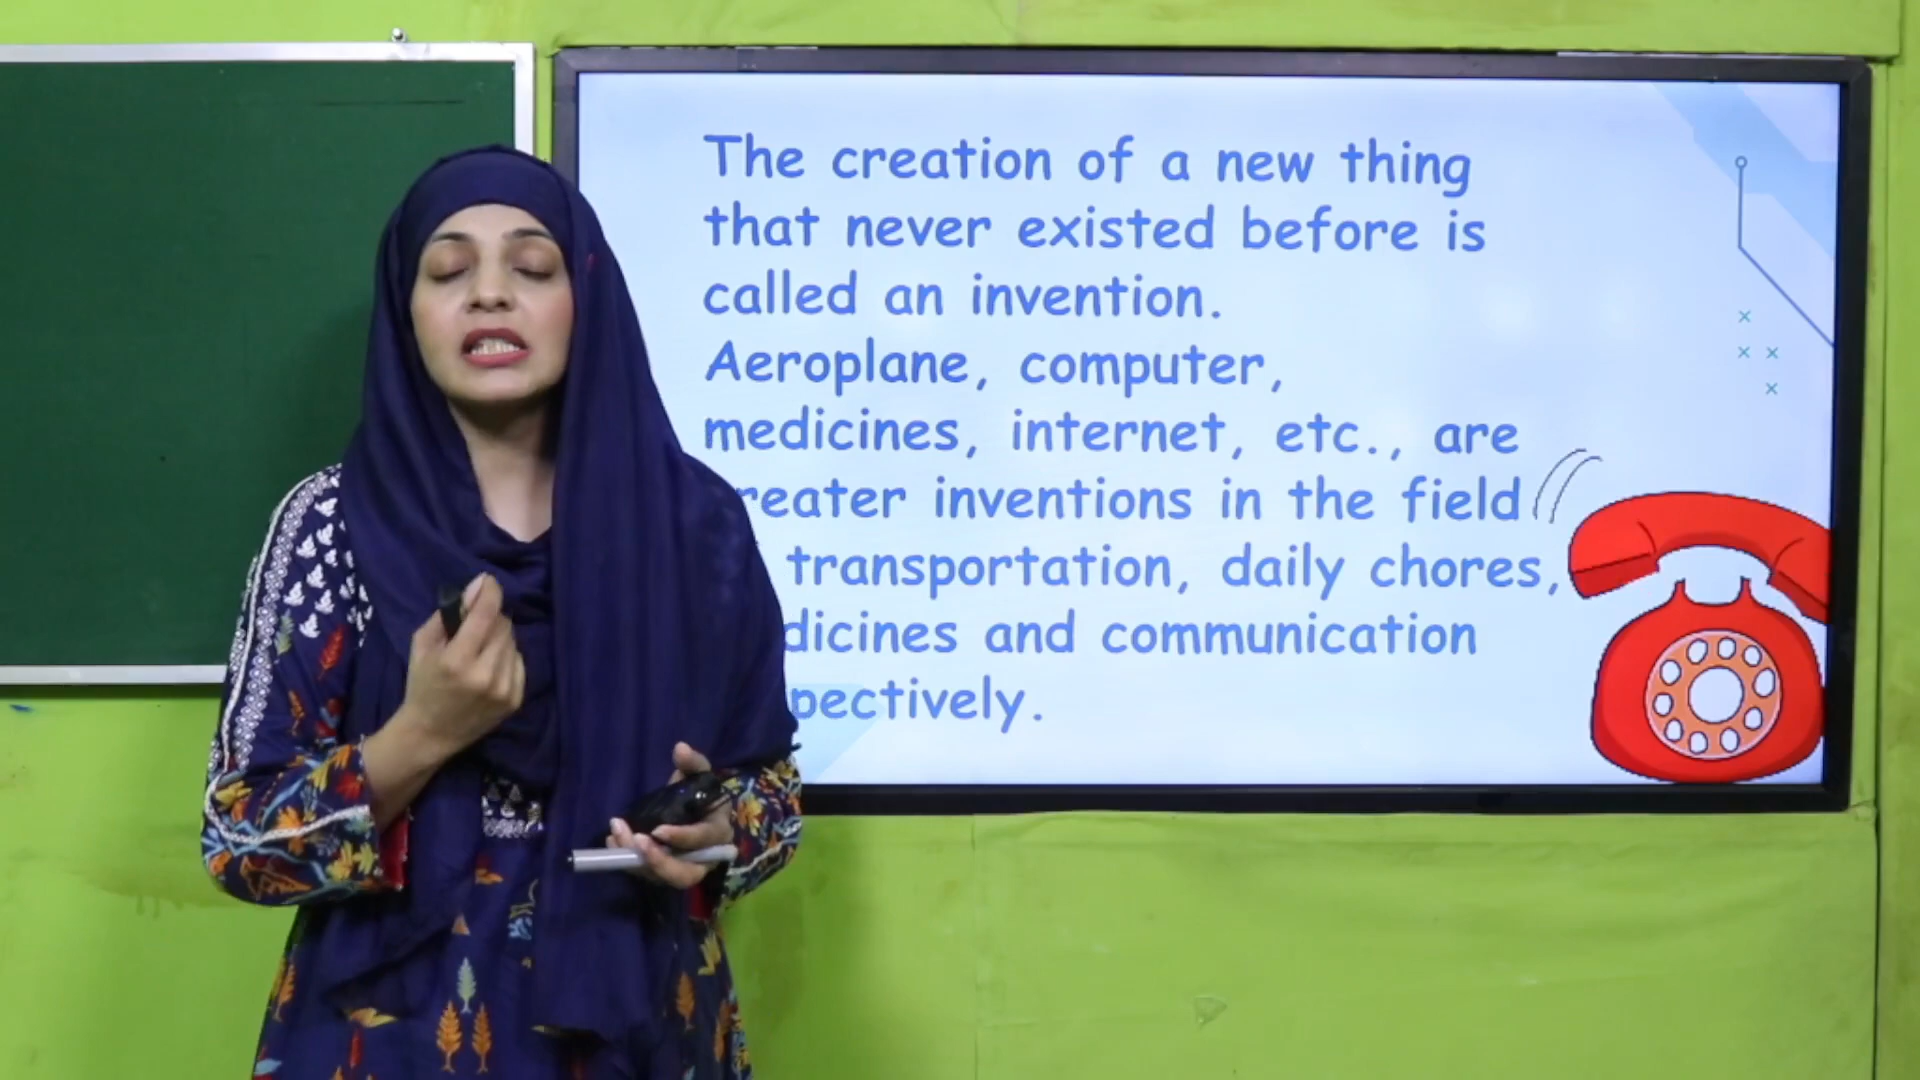 The creation of a new thing
that never existed before is
called an invention.
Aeroplane, computer,
medicines, internet, etc., are
reater inventions in the field
transportation, daily chores,
dicines and communication
pectively.